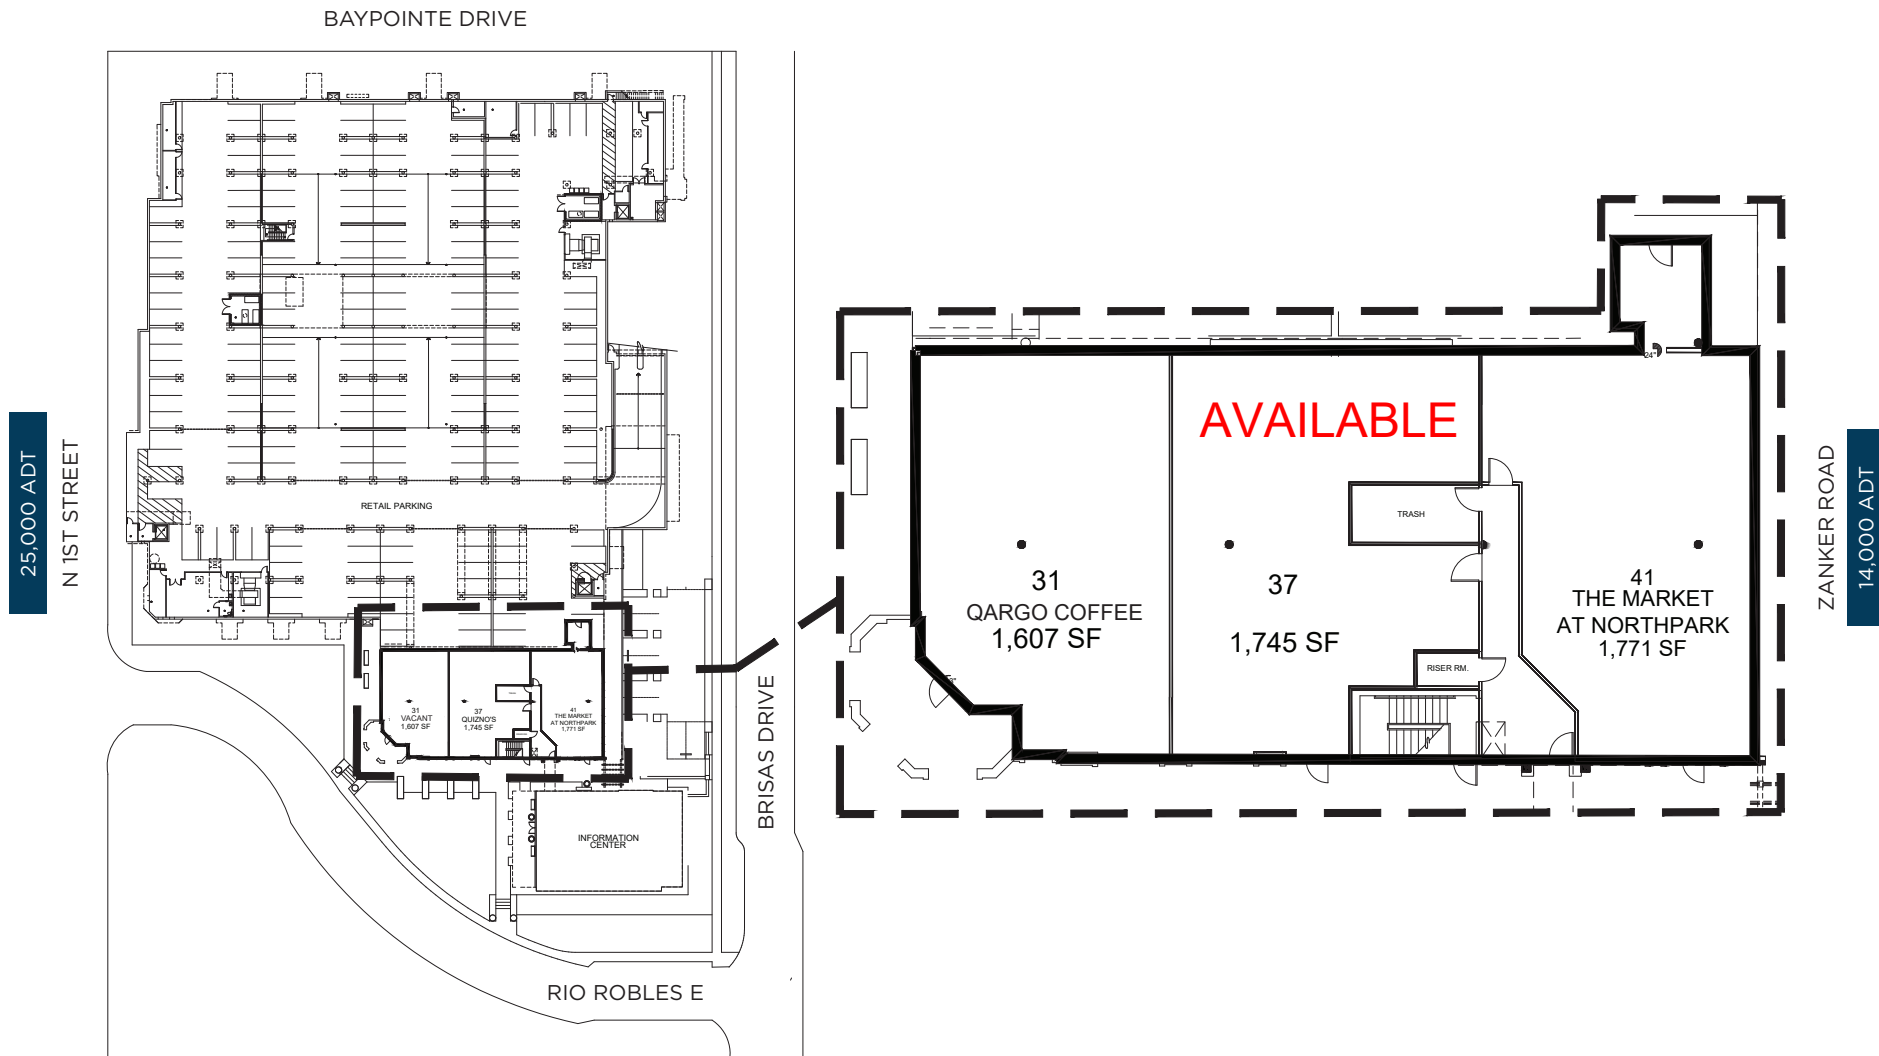 BAYPOINTE DRIVE
25,000 ADT
N 1ST STREET
RETAIL PARKING
31
VACANT
1,607 SF
37
QUIZNO'S
1,745 SF
41
THE MARKET
AT NORTHPARK
1,771 SF
INFORMATION
CENTER
RIO ROBLES E
BRISAS DRIVE
AVAILABLE
24"
TRASH
RISER RM.
31
QARGO COFFEE
1,607 SF
37
1,745 SF
41
THE MARKET
AT NORTHPARK
1,771 SF
ZANKER ROAD
14,000 ADT